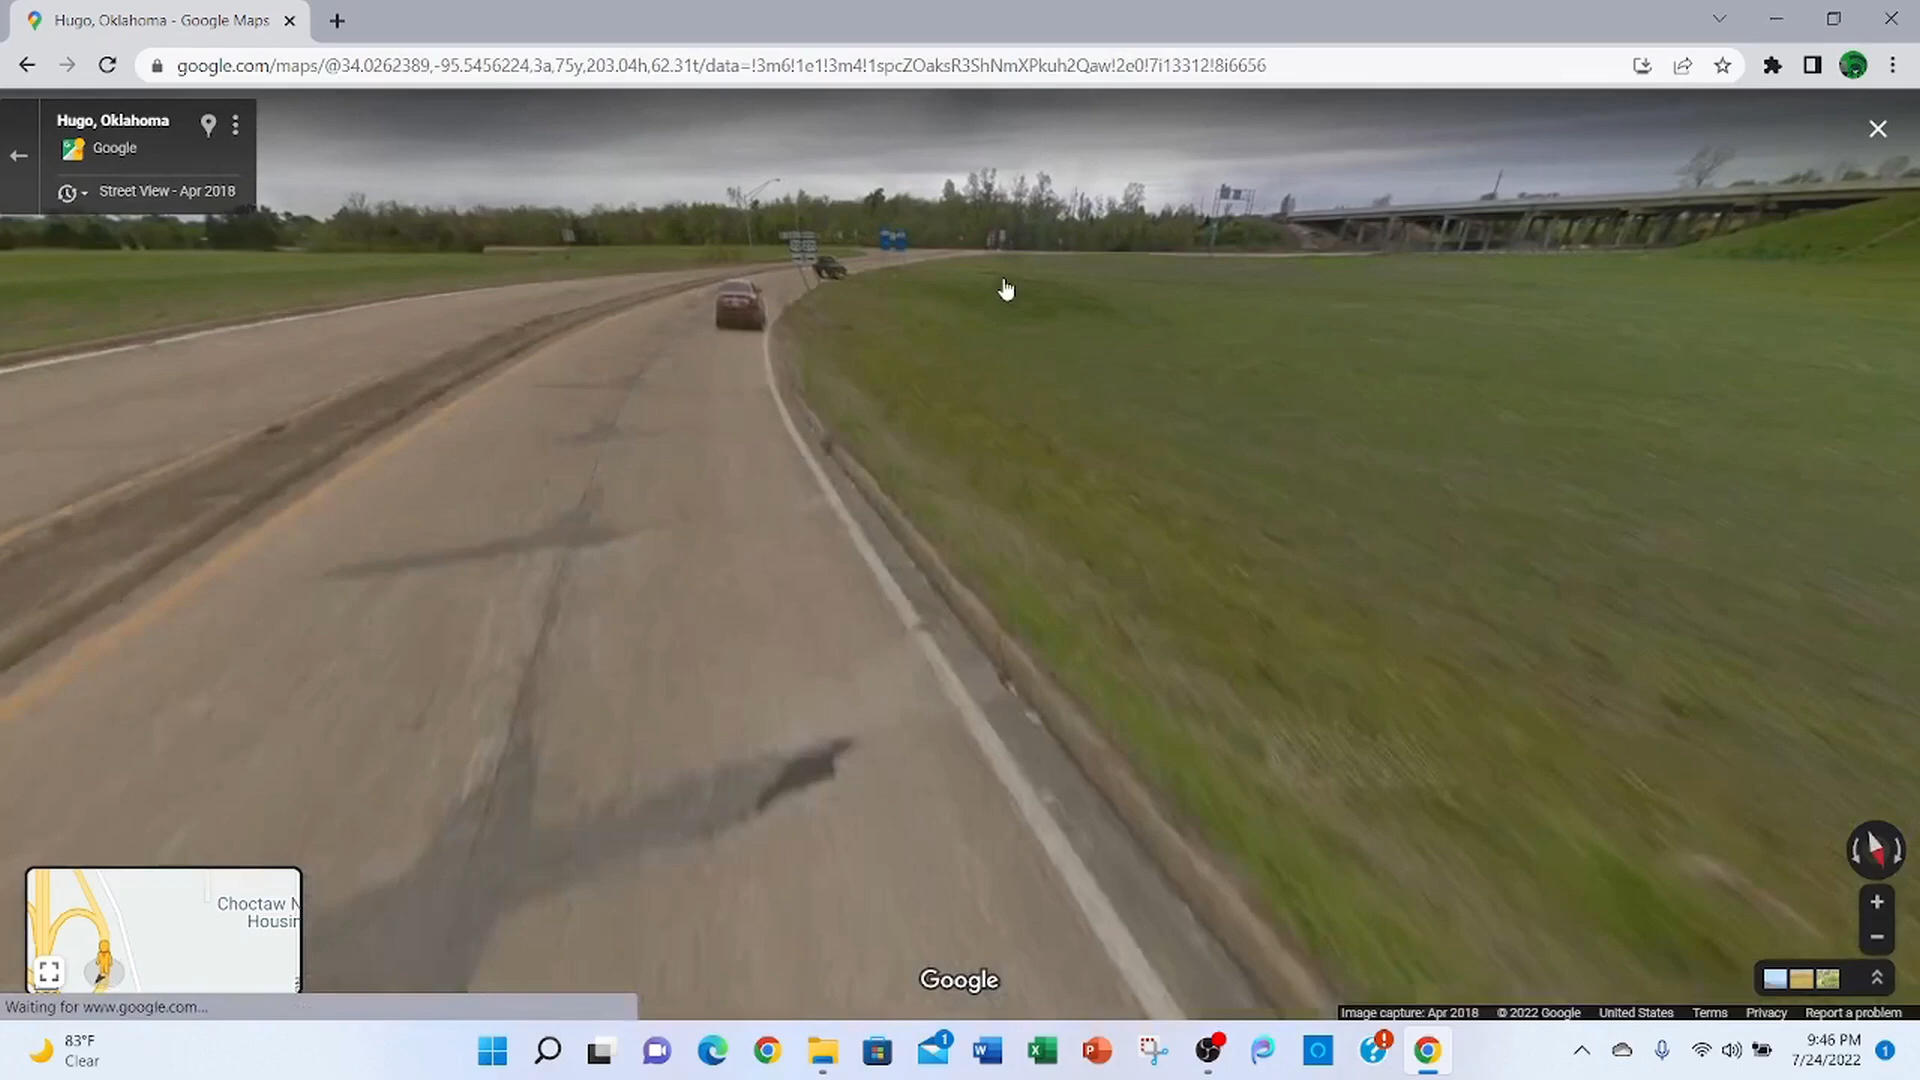 Hugo, Oklahoma - Google Maps
google.com/maps/@34.0262389,-95.5456224,3a,75y,203.04h,62.31t/data=!3m6!1e1!3m4!1spcZOaksR3ShNmXPkuh2Qaw!2e0!7i13312!8i6656
Hugo, Oklahoma
Google
Street View - Apr 2018
Choctaw N
Housin
Google
Waiting for www.google.com...
Image capture: Apr 2018 © 2022 Google United States Terms Privacy Report a problem
83°F
Clear
1
9:46 PM
7/24/2022
1